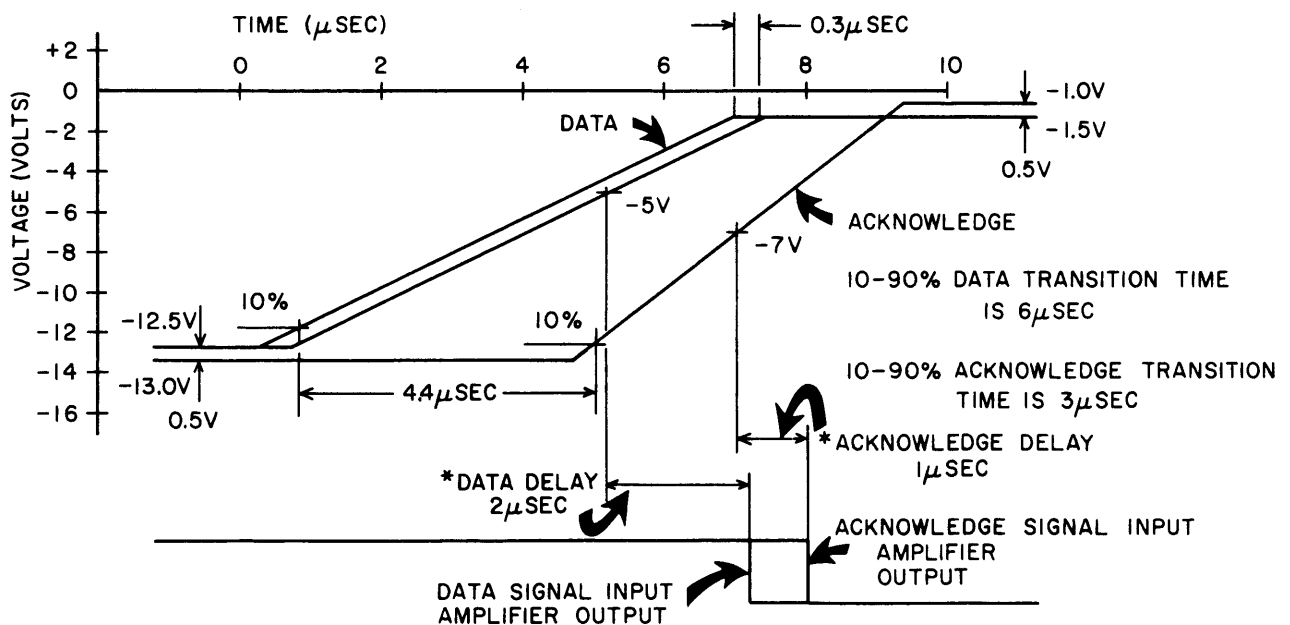 TIME (μSEC)
0.3μSEC
+2
0 2 4 6 8 10
0
-2
-4
-6
-8
-10
-12
-14
-16
VOLTAGE (VOLTS)
DATA
-1.0V
-1.5V
0.5V
-5V
ACKNOWLEDGE
-7V
10-90% DATA TRANSITION TIME
IS 6μSEC
10%
-12.5V
10%
-13.0V
0.5V
4.4μSEC
10-90% ACKNOWLEDGE TRANSITION
TIME IS 3μSEC
*ACKNOWLEDGE DELAY
1μSEC
*DATA DELAY
2μSEC
ACKNOWLEDGE SIGNAL INPUT
AMPLIFIER
OUTPUT
DATA SIGNAL INPUT
AMPLIFIER OUTPUT